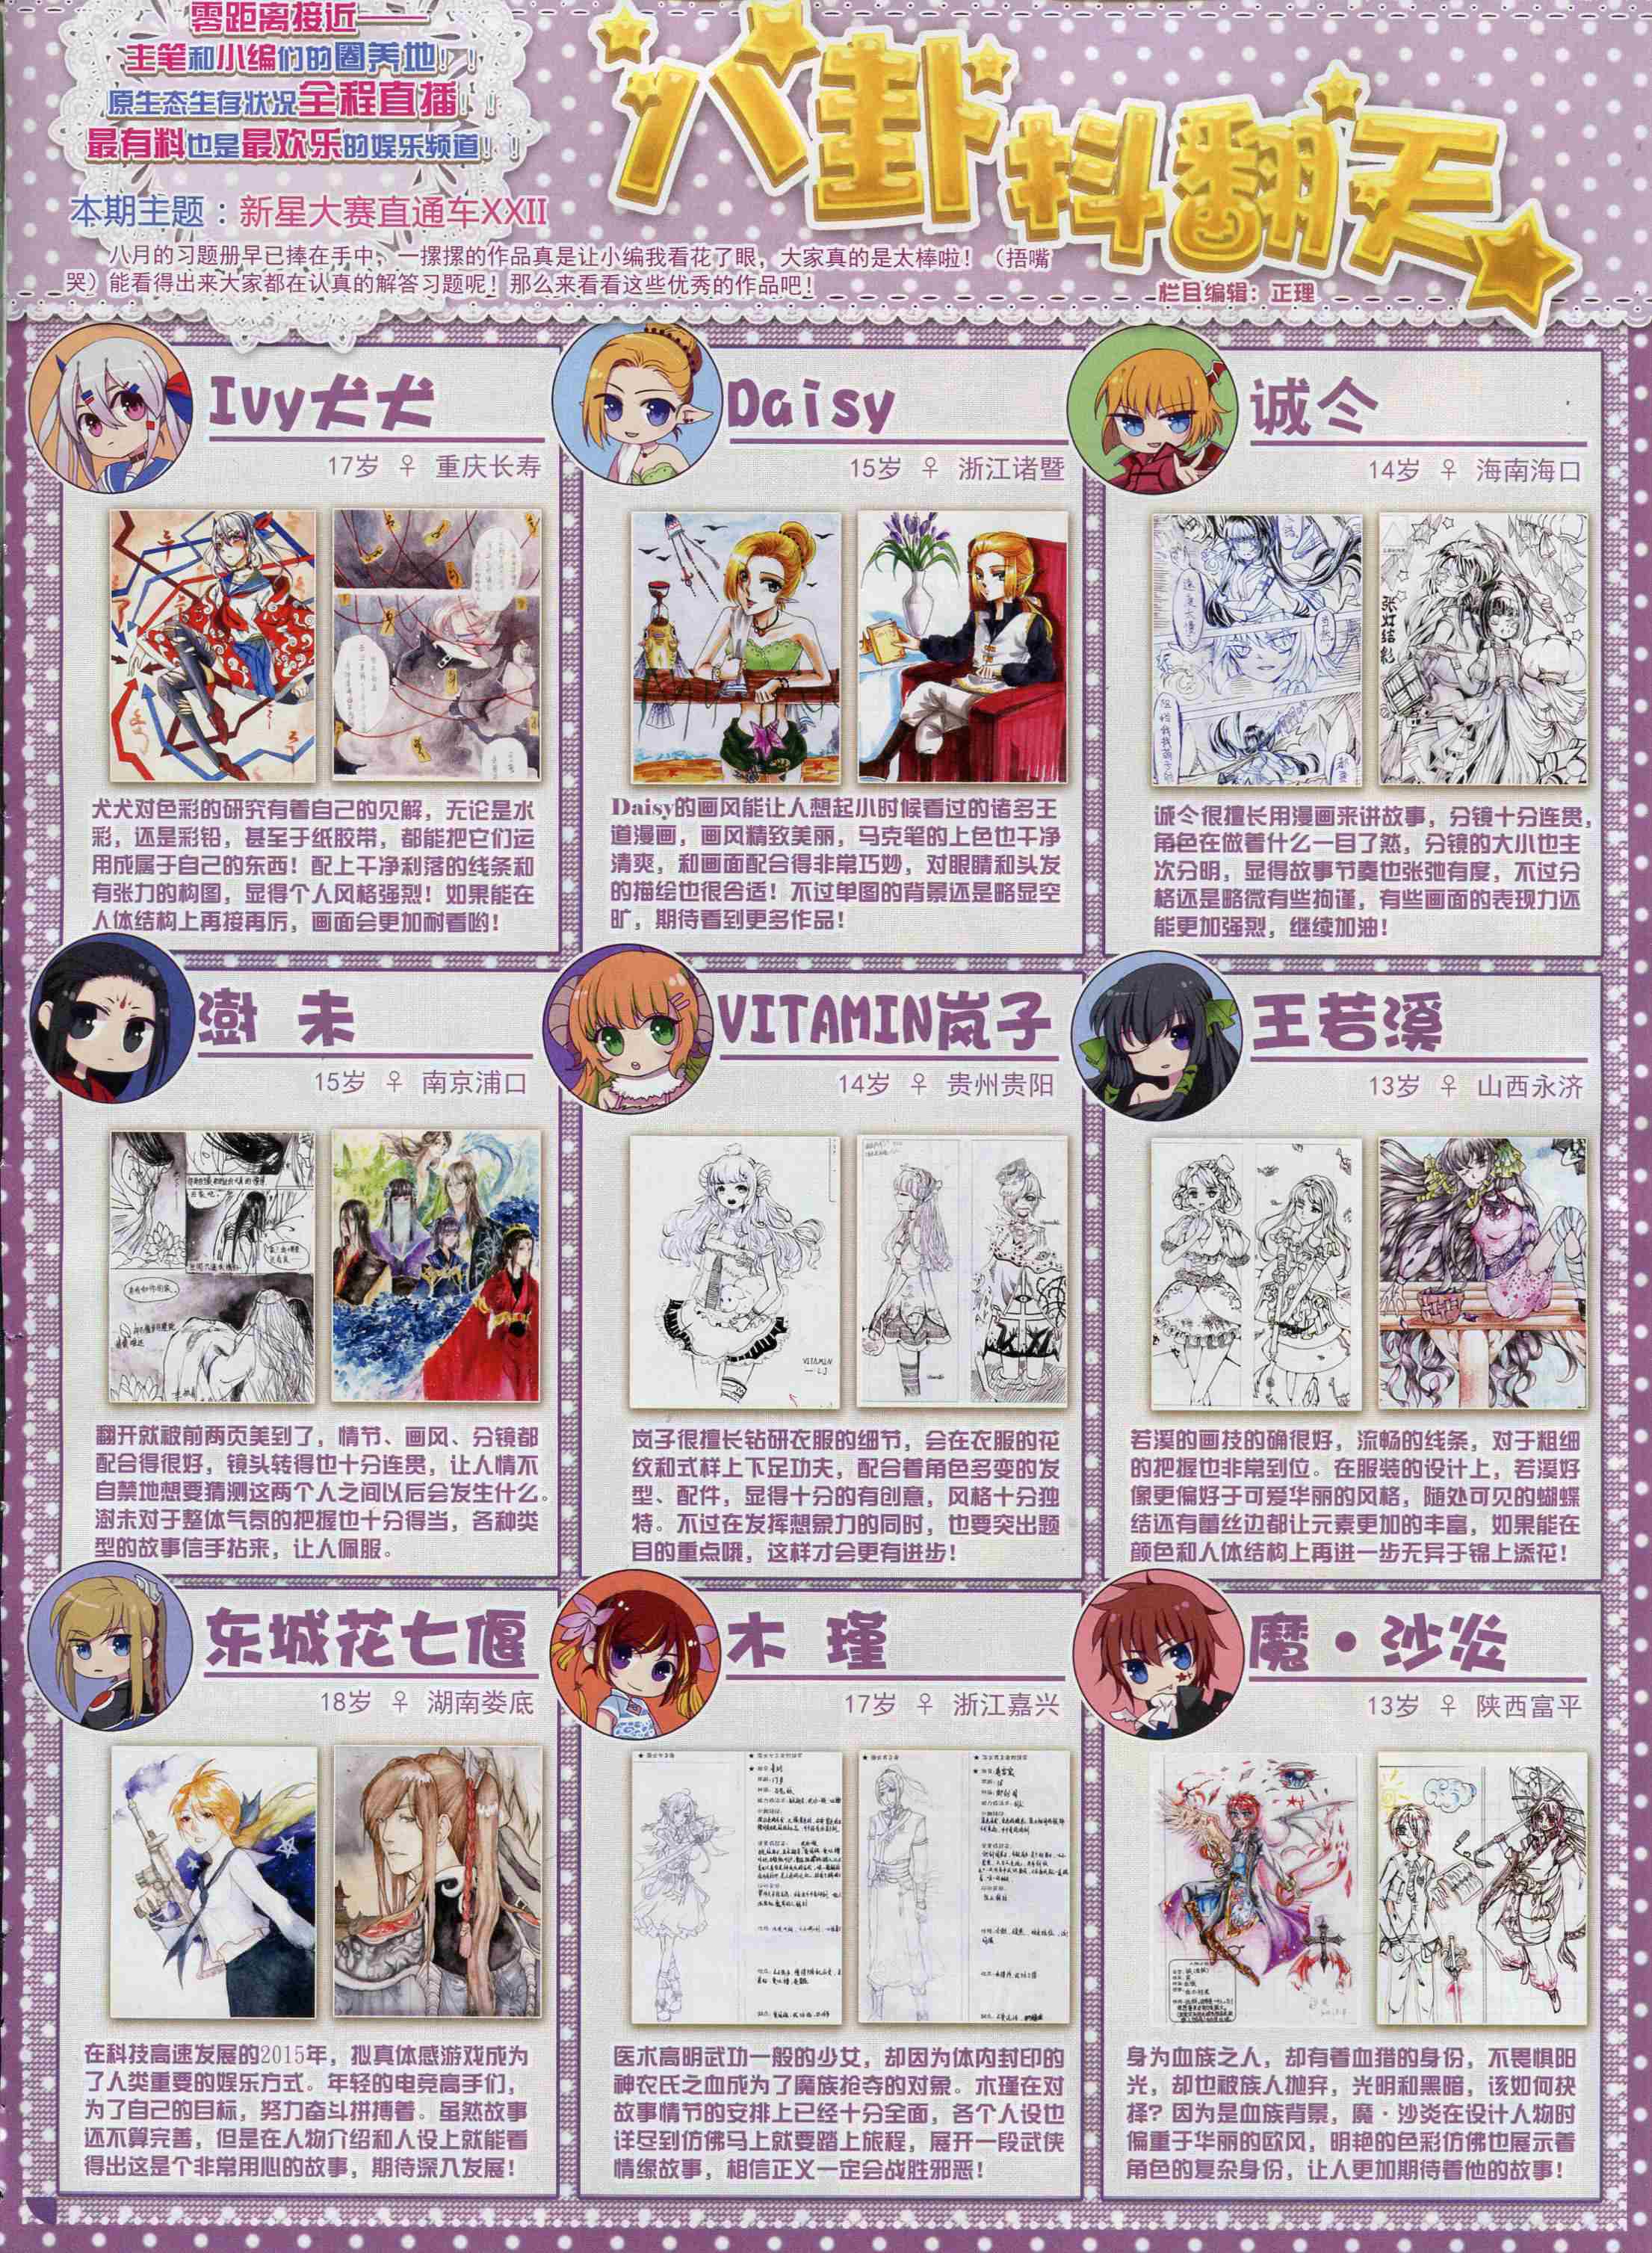 零距离接近——
主笔和小编们的圈养地！！
原生态生存状况全程直播！！
最有料也是最欢乐的娱乐频道！！
八卦抖翻天
本期主题：新星大赛直通车XXII
八月的习题册早已捧在手中，一摞摞的作品真是让小编我看花了眼，大家真的是太棒啦！（捂嘴
哭）能看得出来大家都在认真的解答习题呢！那么来看看这些优秀的作品吧！
栏目编辑：正理
Ivy犬犬
17岁 ♀ 重庆长寿
犬犬对色彩的研究有着自己的见解，无论是水
彩，还是彩铅，甚至于纸胶带，都能把它们运
用成属于自己的东西！配上干净利落的线条和
有张力的构图，显得个人风格强烈！如果能在
人体结构上再接再厉，画面会更加耐看哟！
Daisy
15岁 ♀ 浙江诸暨
Daisy的画风能让人想起小时候看过的诸多王
道漫画，画风精致美丽，马克笔的上色也干净
清爽，和画面配合得非常巧妙，对眼睛和头发
的描绘也很合适！不过单图的背景还是略显空
旷，期待看到更多作品！
诚仒
14岁 ♀ 海南海口
张灯结彩
诚仒很擅长用漫画来讲故事，分镜十分连贯，
角色在做着什么一目了然，分镜的大小也主
次分明，显得故事节奏也张弛有度，不过分
格还是略微有些拘谨，有些画面的表现力还
能更加强烈，继续加油！
澍 未
15岁 ♀ 南京浦口
翻开就被前两页美到了，情节、画风、分镜都
配合得很好，镜头转得也十分连贯，让人情不
自禁地想要猜测这两个人之间以后会发生什么。
澍未对于整体气氛的把握也十分得当，各种类
型的故事信手拈来，让人佩服。
VITAMIN岚子
14岁 ♀ 贵州贵阳
VITAMIN
岚子很擅长钻研衣服的细节，会在衣服的花
纹和式样上下足功夫，配合着角色多变的发
型、配件，显得十分的有创意，风格十分独
特。不过在发挥想象力的同时，也要突出题
目的重点哦，这样才会更有进步！
王若溪
13岁 ♀ 山西永济
若溪的画技的确很好，流畅的线条，对于粗细
的把握也非常到位。在服装的设计上，若溪好
像更偏好于可爱华丽的风格，随处可见的蝴蝶
结还有蕾丝边都让元素更加的丰富，如果能在
颜色和人体结构上再进一步无异于锦上添花！
东城花七偃
18岁 ♀ 湖南娄底
在科技高速发展的2015年，拟真体感游戏成为
了人类重要的娱乐方式。年轻的电竞高手们，
为了自己的目标，努力奋斗拼搏着。虽然故事
还不算完善，但是在人物介绍和人设上就能看
得出这是个非常用心的故事，期待深入发展！
木 瑾
17岁 ♀ 浙江嘉兴
医术高明武功一般的少女，却因为体内封印的
神农氏之血成为了魔族抢夺的对象。木瑾在对
故事情节的安排上已经十分全面，各个人设也
详尽到仿佛马上就要踏上旅程，展开一段武侠
情缘故事，相信正义一定会战胜邪恶！
魔·沙炎
13岁 ♀ 陕西富平
身为血族之人，却有着血猎的身份，不畏惧阳
光，却也被族人抛弃，光明和黑暗，该如何抉
择？因为是血族背景，魔·沙炎在设计人物时
偏重于华丽的欧风，明艳的色彩仿佛也展示着
角色的复杂身份，让人更加期待着他的故事！